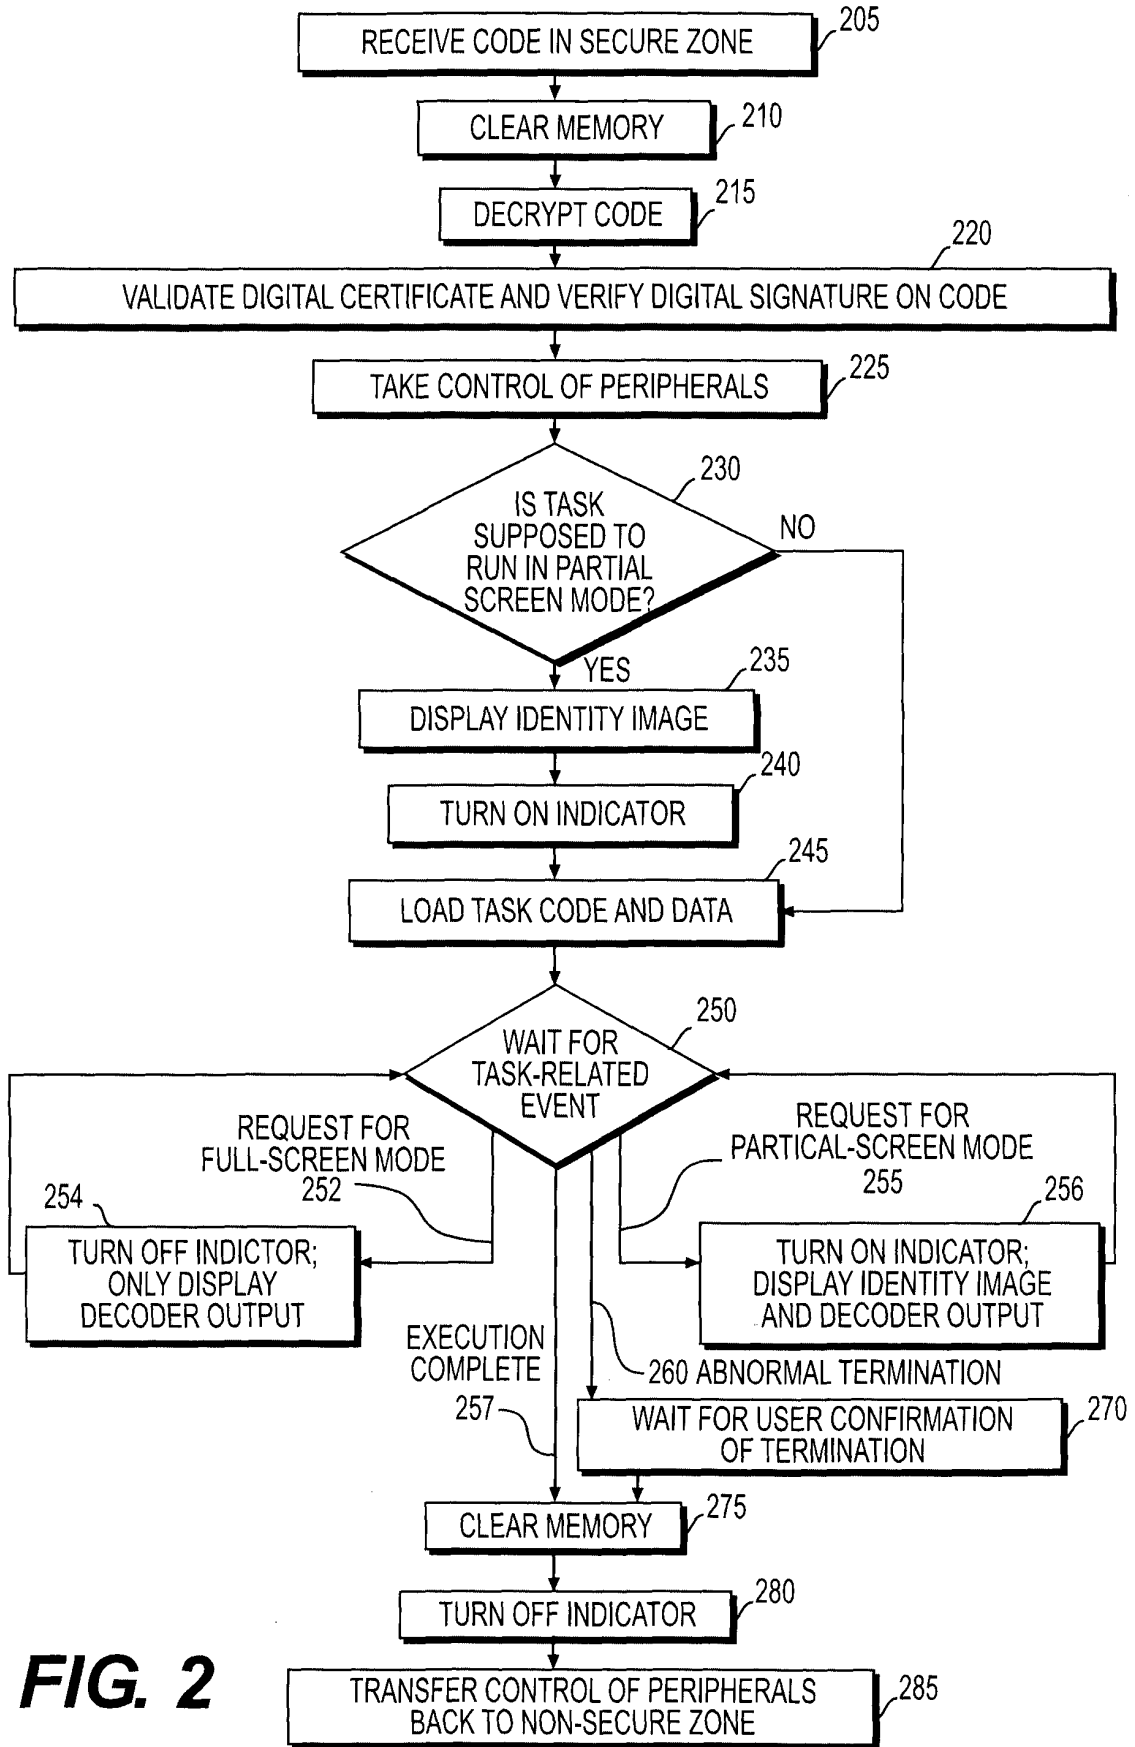 RECEIVE CODE IN SECURE ZONE
205
CLEAR MEMORY
210
DECRYPT CODE
215
220
VALIDATE DIGITAL CERTIFICATE AND VERIFY DIGITAL SIGNATURE ON CODE
TAKE CONTROL OF PERIPHERALS
225
230
IS TASK
SUPPOSED TO
RUN IN PARTIAL
SCREEN MODE?
NO
YES
235
DISPLAY IDENTITY IMAGE
240
TURN ON INDICATOR
245
LOAD TASK CODE AND DATA
250
WAIT FOR
TASK-RELATED
EVENT
REQUEST FOR
FULL-SCREEN MODE
252
REQUEST FOR
PARTICAL-SCREEN MODE
255
254
TURN OFF INDICTOR;
ONLY DISPLAY
DECODER OUTPUT
256
TURN ON INDICATOR;
DISPLAY IDENTITY IMAGE
AND DECODER OUTPUT
EXECUTION
COMPLETE
257
260 ABNORMAL TERMINATION
WAIT FOR USER CONFIRMATION
OF TERMINATION
270
CLEAR MEMORY
275
TURN OFF INDICATOR
280
TRANSFER CONTROL OF PERIPHERALS
BACK TO NON-SECURE ZONE
285
FIG. 2